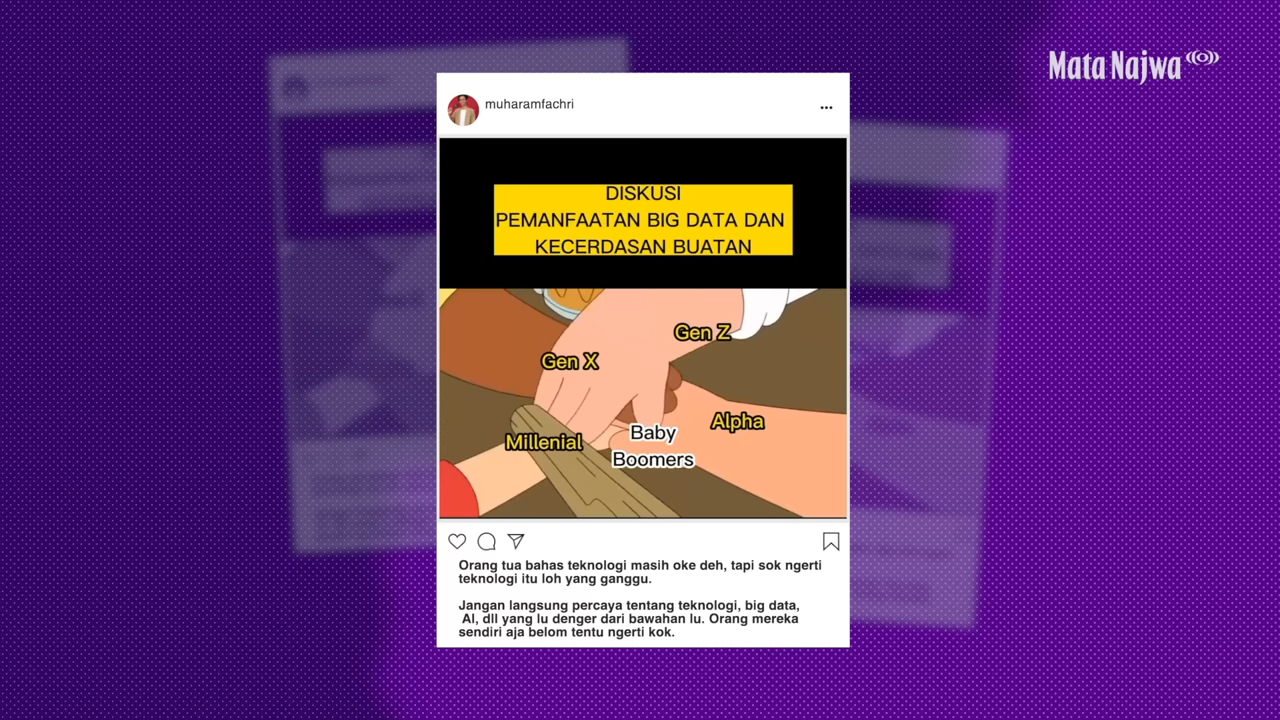 Mata Najwa
muharamfachri
DISKUSI
PEMANFAATAN BIG DATA DAN
KECERDASAN BUATAN
Gen Z
Gen X
Alpha
Millenial
Baby
Boomers
Orang tua bahas teknologi masih oke deh, tapi sok ngerti
teknologi itu loh yang ganggu.
Jangan langsung percaya tentang teknologi, big data,
AI, dll yang lu denger dari bawahan lu. Orang mereka
sendiri aja belom tentu ngerti kok.